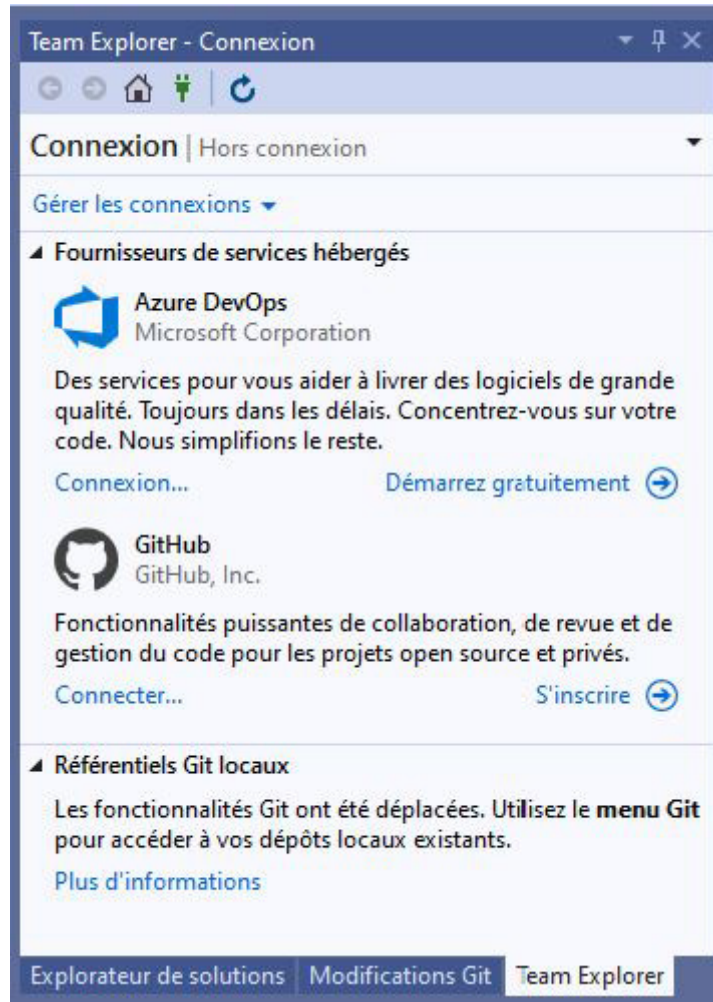 Team Explorer - Connexion
Connexion | Hors connexion
Gérer les connexions
Fournisseurs de services hébergés
Azure DevOps
Microsoft Corporation
Des services pour vous aider à livrer des logiciels de grande
qualité. Toujours dans les délais. Concentrez-vous sur votre
code. Nous simplifions le reste.
Connexion... Démarrez gratuitement
GitHub
GitHub, Inc.
Fonctionnalités puissantes de collaboration, de revue et de
gestion du code pour les projets open source et privés.
Connecter... S'inscrire
Référentiels Git locaux
Les fonctionnalités Git ont été déplacées. Utilisez le menu Git
pour accéder à vos dépôts locaux existants.
Plus d'informations
Explorateur de solutions Modifications Git Team Explorer